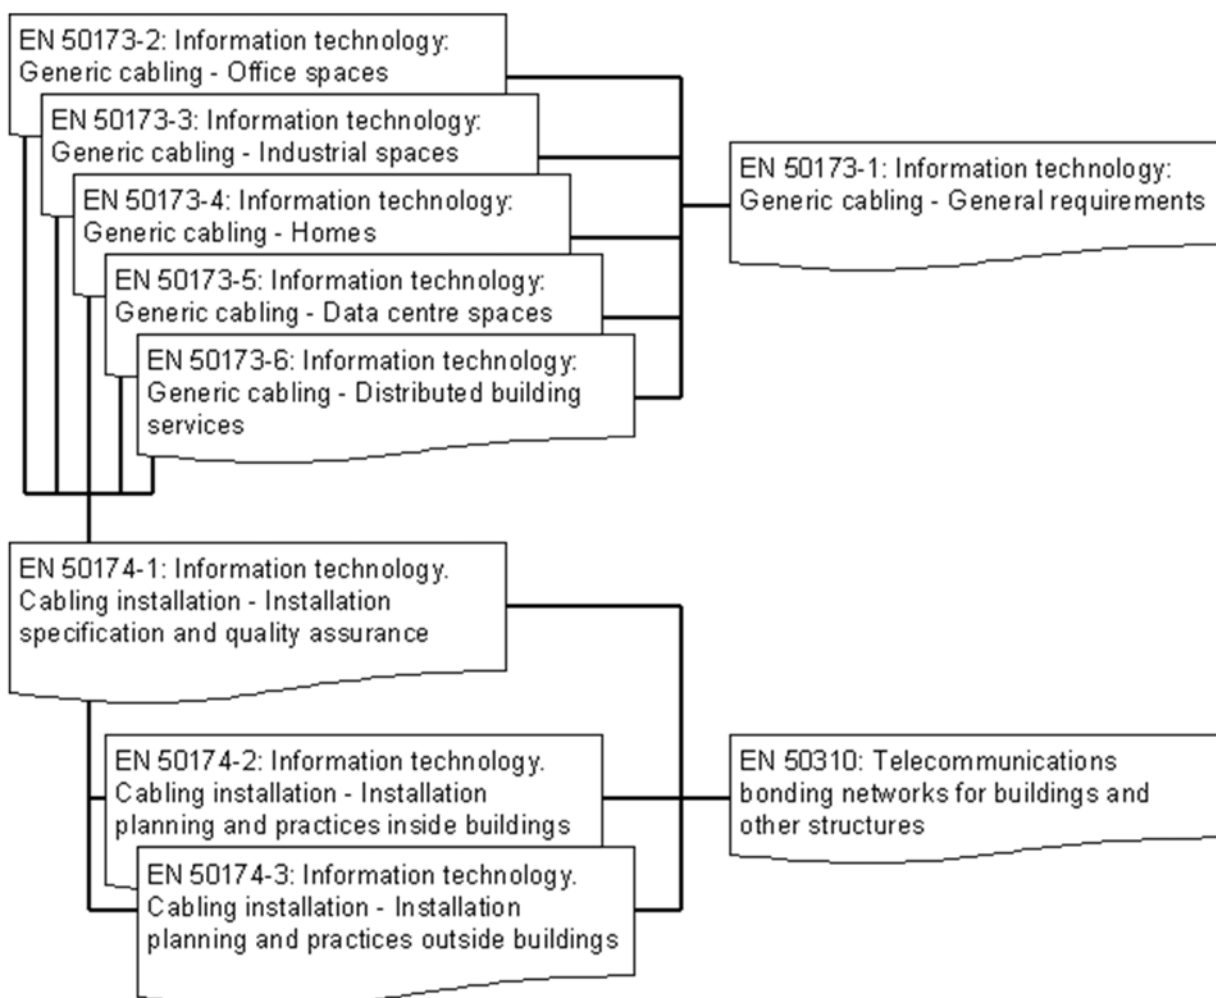 EN 50173-2: Information technology:
Generic cabling - Office spaces
EN 50173-3: Information technology:
Generic cabling - Industrial spaces
EN 50173-4: Information technology:
Generic cabling - Homes
EN 50173-5: Information technology:
Generic cabling - Data centre spaces
EN 50173-6: Information technology:
Generic cabling - Distributed building
services
EN 50173-1: Information technology:
Generic cabling - General requirements
EN 50174-1: Information technology.
Cabling installation - Installation
specification and quality assurance
EN 50174-2: Information technology.
Cabling installation - Installation
planning and practices inside buildings
EN 50174-3: Information technology.
Cabling installation - Installation
planning and practices outside buildings
EN 50310: Telecommunications
bonding networks for buildings and
other structures